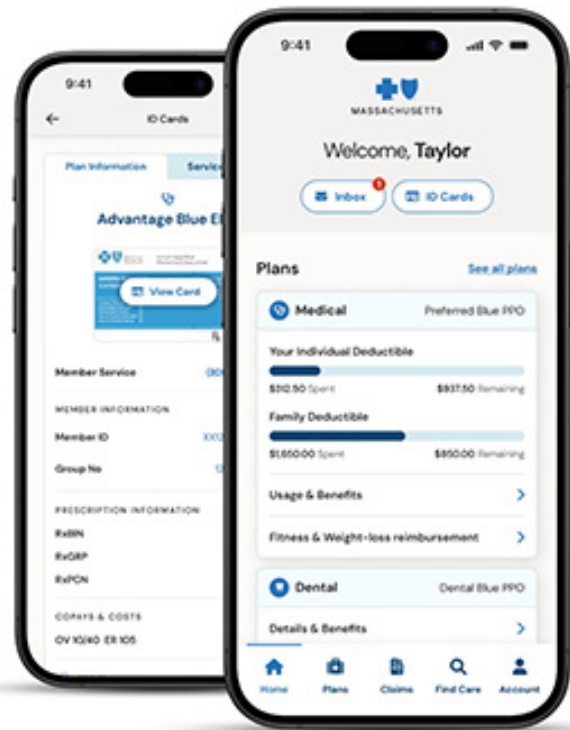 9:41
ID Cards
Plan Information
Service
Advantage Blue El
View Card
Member Service
MEMBER INFORMATION
Member ID
Group No
PRESCRIPTION INFORMATION
RxBIN
RxGRP
RxPCN
COPAYS & COSTS
OV 10/40 ER 105
9:41
MASSACHUSETTS
Welcome, Taylor
Inbox 1
ID Cards
Plans See all plans
Medical Preferred Blue PPO
Your Individual Deductible
$312.50 Spent $937.50 Remaining
Family Deductible
$1,650.00 Spent $850.00 Remaining
Usage & Benefits
Fitness & Weight-loss reimbursement
Dental Dental Blue PPO
Details & Benefits
Home Plans Claims Find Care Account